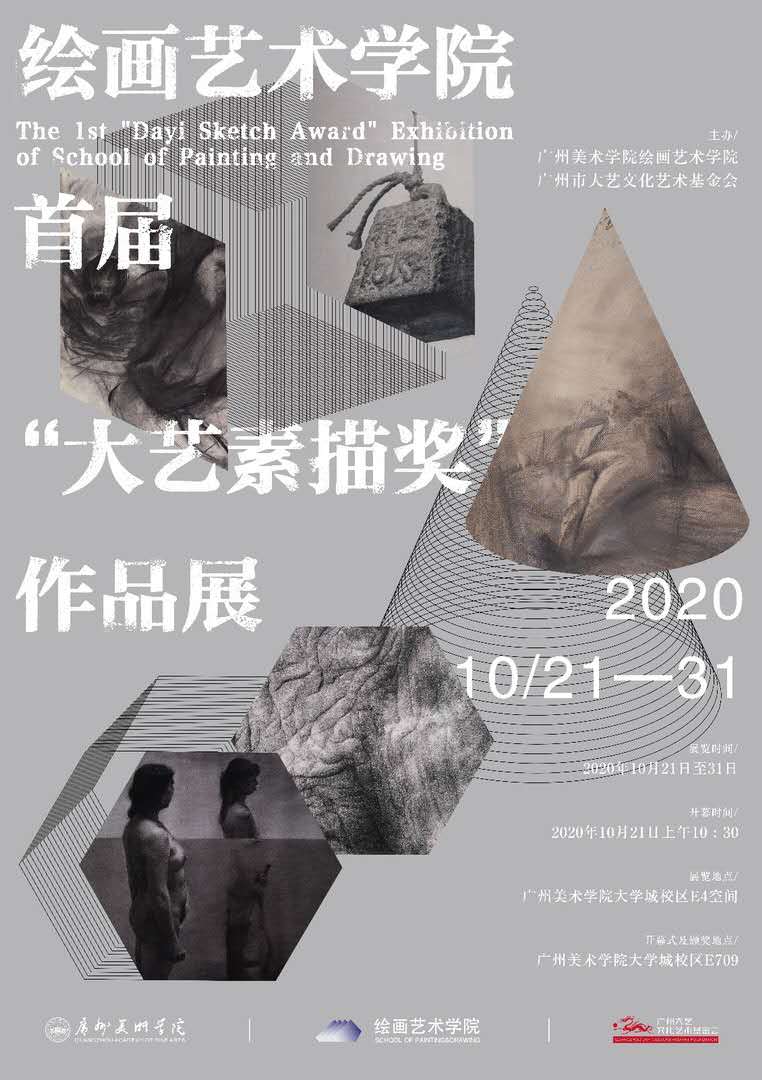 绘画艺术学院
The 1st "Dayi Sketch Award" Exhibition
of School of Painting and Drawing
主办/
广州美术学院绘画艺术学院
广州市大艺文化艺术基金会
首届
“大艺素描奖”
作品展
2020
10/21—31
展览时间/
2020年10月21日至31日
开幕时间/
2020年10月21日上午10：30
展览地点/
广州美术学院大学城校区E4空间
开幕式及颁奖地点/
广州美术学院大学城校区E709
广州美术学院
GUANGZHOU ACADEMY OF FINE ARTS
绘画艺术学院
SCHOOL OF PAINTING&DRAWING
广州大艺
文化艺术基金会